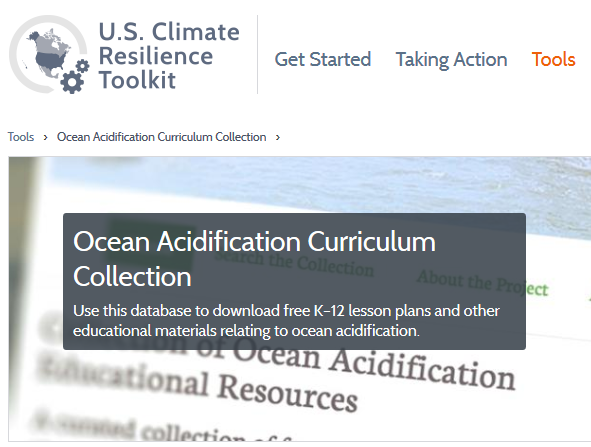 U.S. Climate
Resilience
Toolkit
Get Started Taking Action Tools
Tools › Ocean Acidification Curriculum Collection ›
Ocean Acidification Curriculum
Collection
Use this database to download free K–12 lesson plans and other
educational materials relating to ocean acidification.
Search the Collection
About the Project
Collection of Ocean Acidification
Educational Resources
A curated collection of